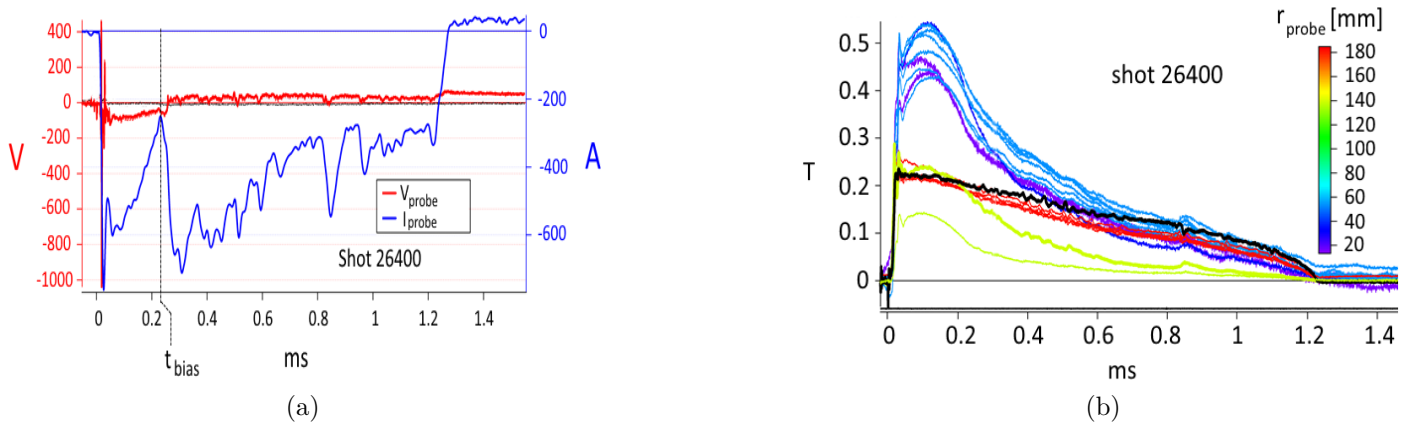 400
200
0
-200
-400
-600
-800
-1000
V
0
-200
-400
-600
A
V_probe
I_probe
Shot 26400
0 0.2 0.4 0.6 0.8 1 1.2 1.4
t_bias
ms
(a)
r_probe [mm]
shot 26400
180
160
140
120
100
80
60
40
20
0.5
0.4
0.3
0.2
0.1
0
T
0 0.2 0.4 0.6 0.8 1 1.2 1.4
ms
(b)